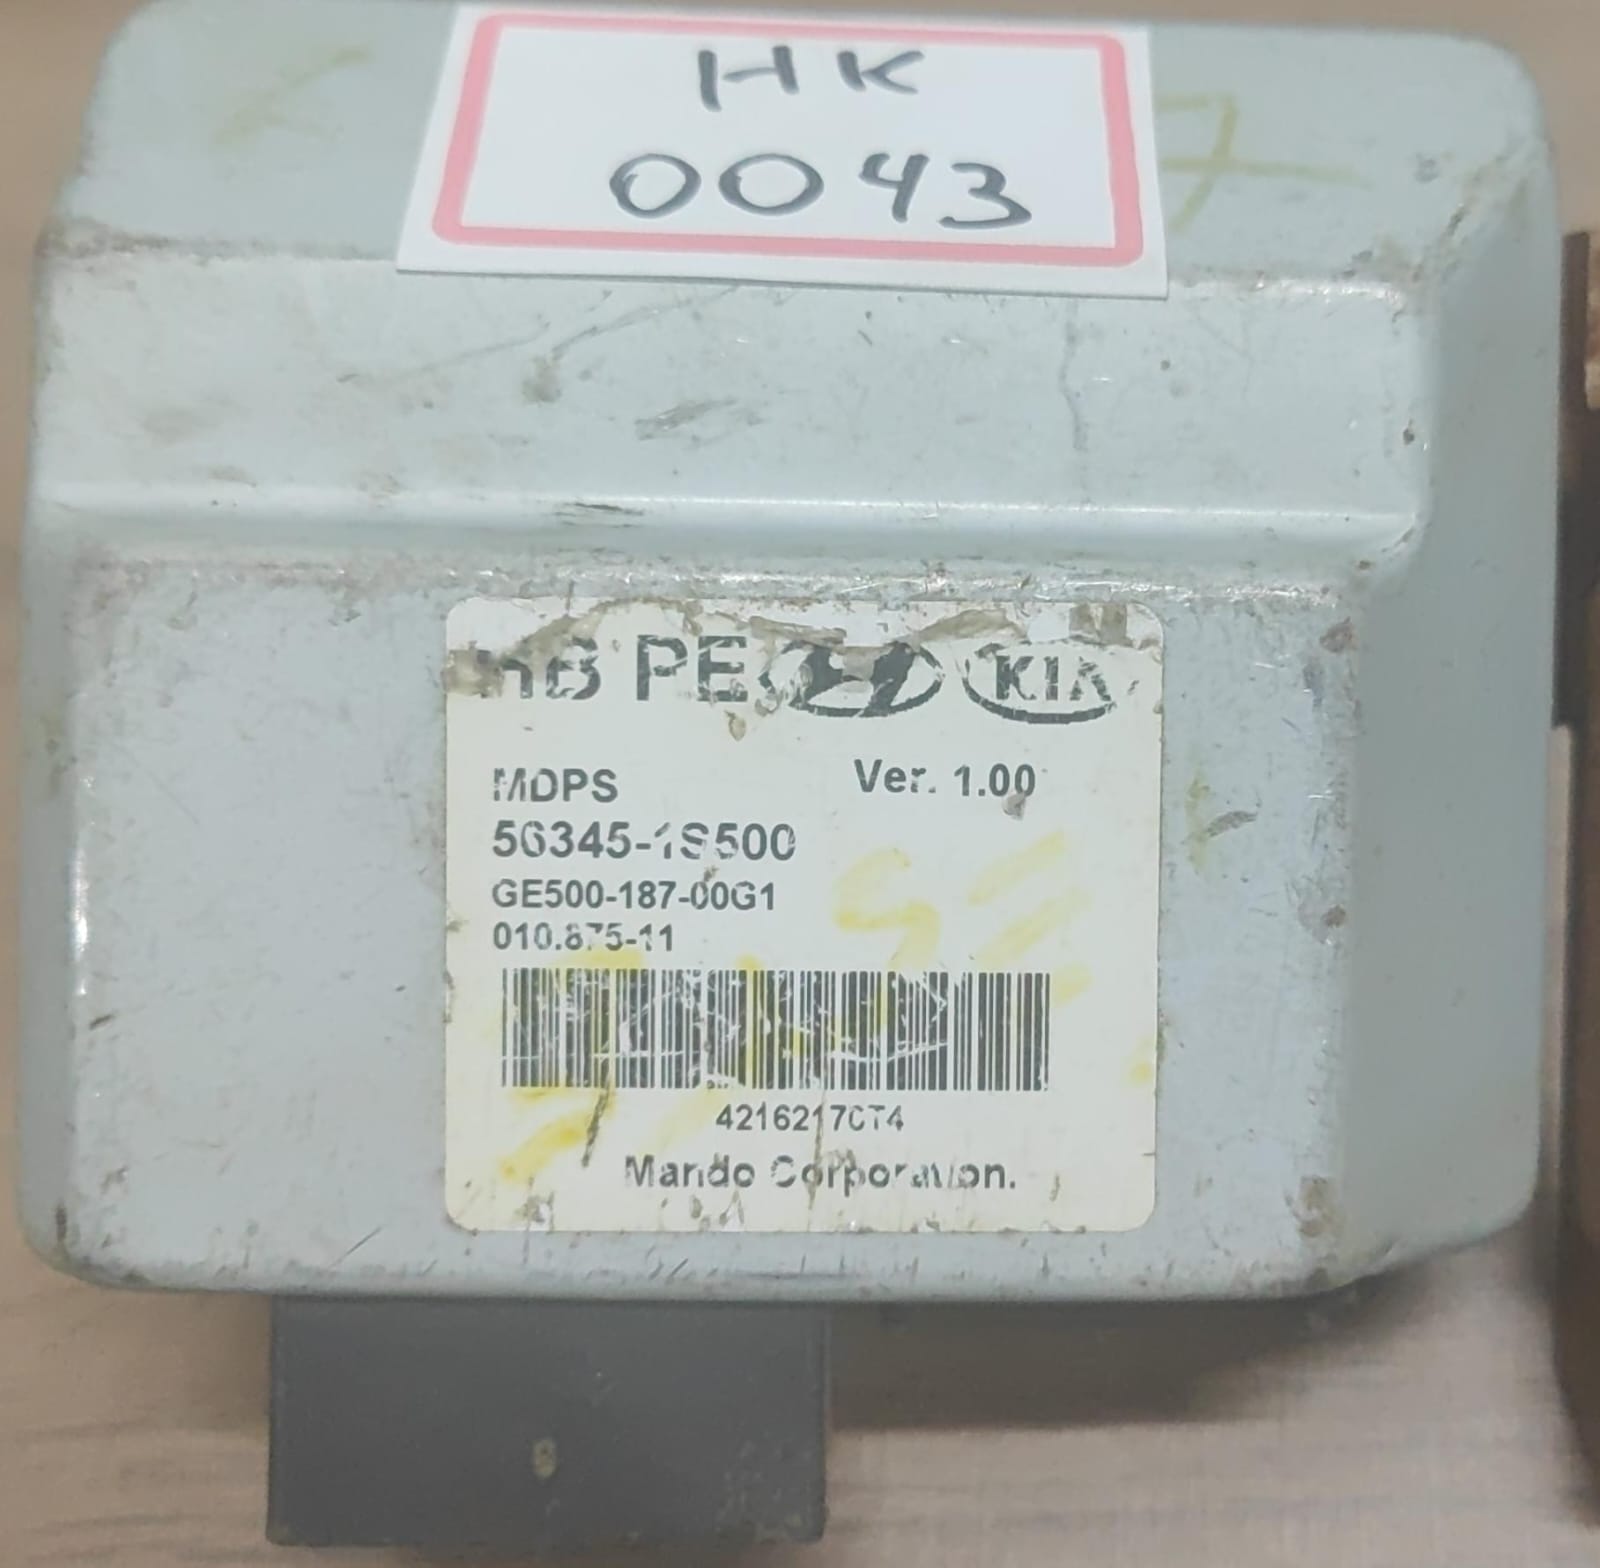 HK
0043
HB PE KIA
MDPS Ver. 1.00
56345-1S500
GE500-187-00G1
010.875-11
4216217CT4
Mando Corporation.